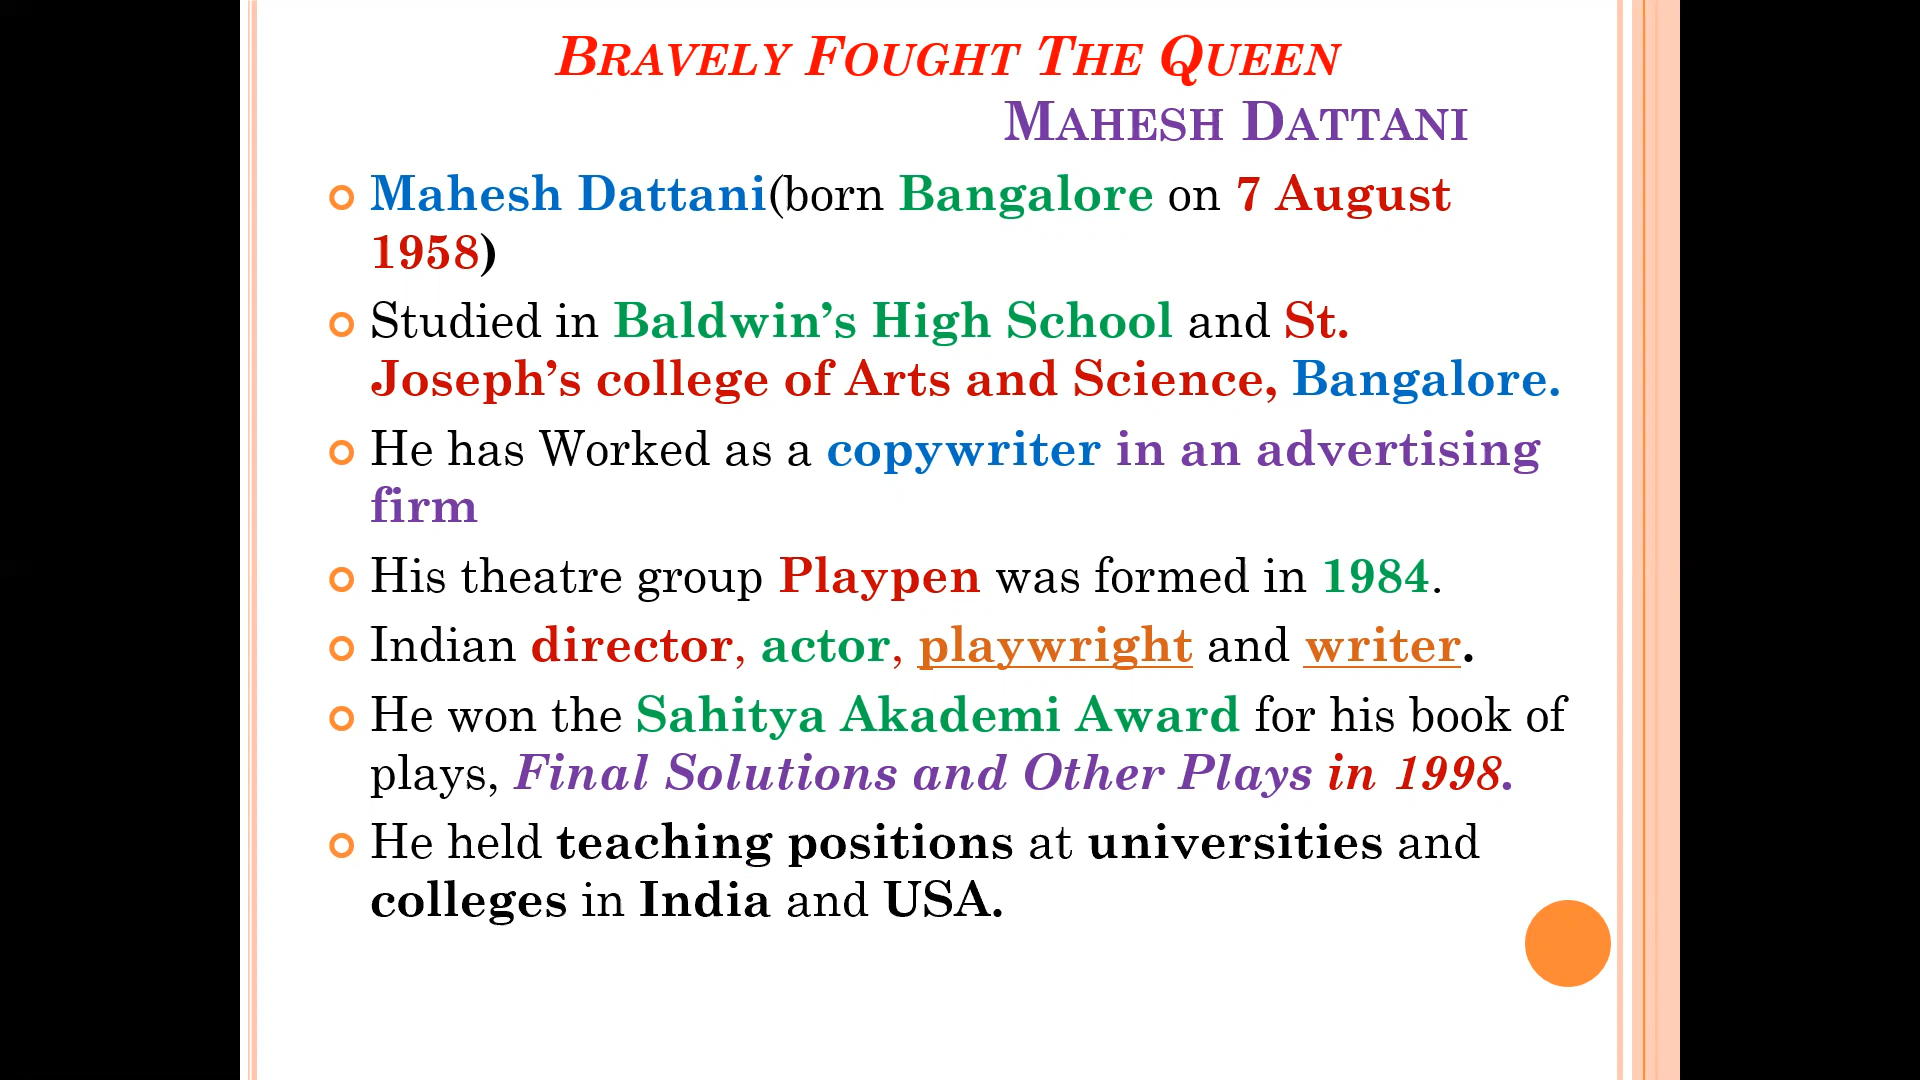 Bravely Fought The Queen
Mahesh Dattani
Mahesh Dattani(born Bangalore on 7 August
1958)
Studied in Baldwin’s High School and St.
Joseph’s college of Arts and Science, Bangalore.
He has Worked as a copywriter in an advertising
firm
His theatre group Playpen was formed in 1984.
Indian director, actor, playwright and writer.
He won the Sahitya Akademi Award for his book of
plays, Final Solutions and Other Plays in 1998.
He held teaching positions at universities and
colleges in India and USA.